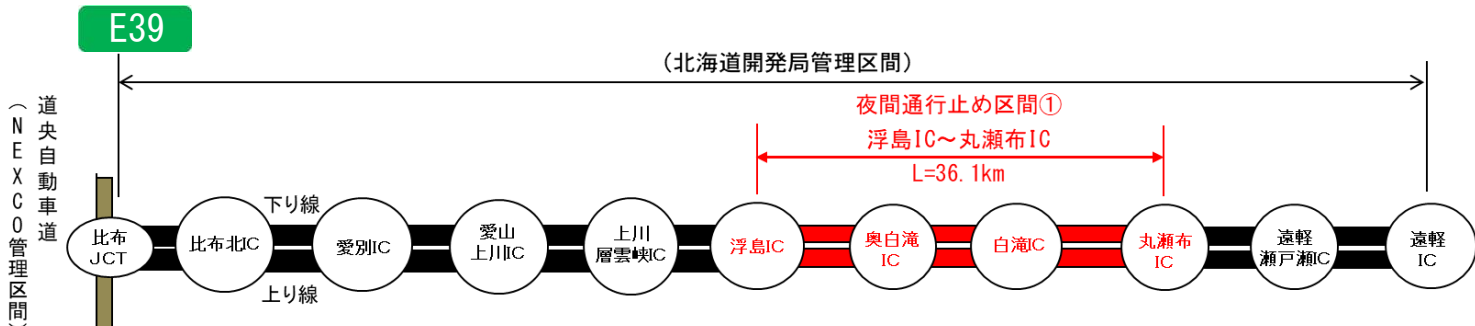 E39
(北海道開発局管理区間)
夜間通行止め区間①
浮島IC～丸瀬布IC
L=36.1km
道央自動車道
(NEXCO管理区間)
下り線
比布
JCT
比布北IC
愛別IC
愛山
上川IC
上川
層雲峡IC
浮島IC
奥白滝
IC
白滝IC
丸瀬布
IC
遠軽
瀬戸瀬IC
遠軽
IC
上り線